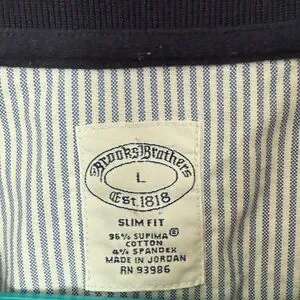 Brooks Brothers
L
Est. 1818
SLIM FIT
96% SUPIMA®
COTTON
4% SPANDEX
MADE IN JORDAN
RN 93986